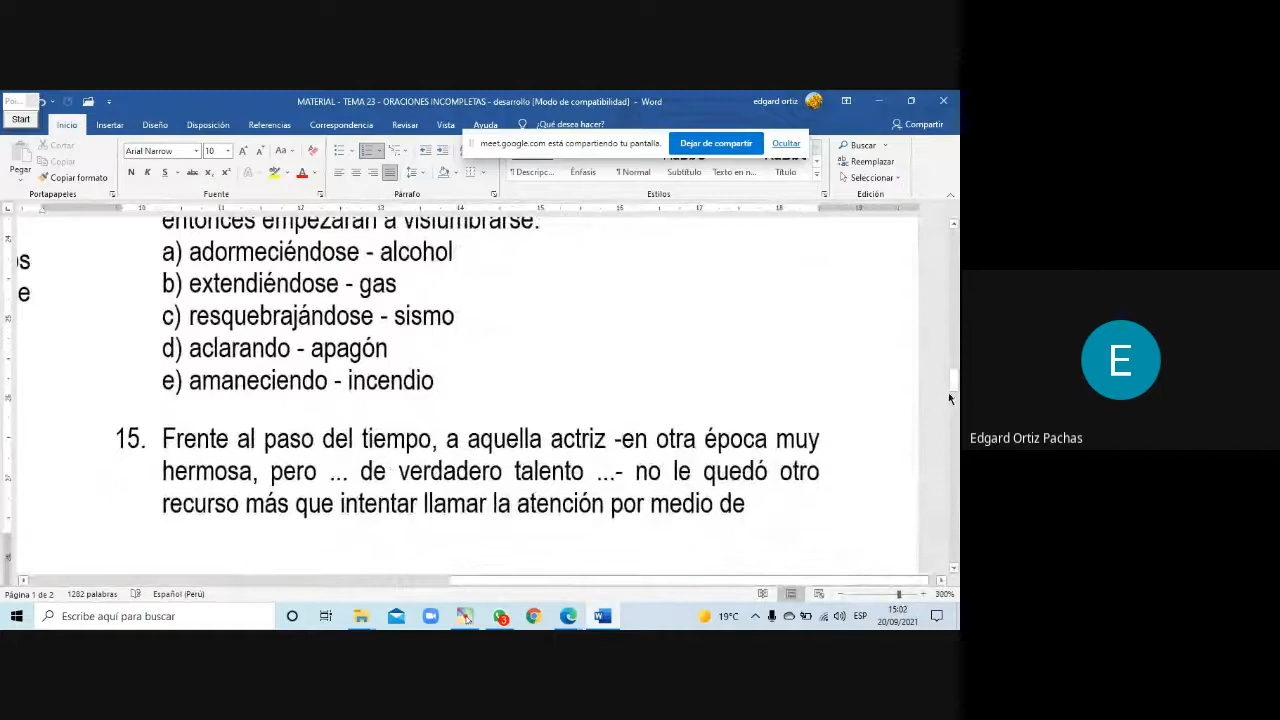 MATERIAL - TEMA 23 - ORACIONES INCOMPLETAS - desarrollo [Modo de compatibilidad] - Word
edgard ortiz
Start
Inicio Insertar Diseño Disposición Referencias Correspondencia Revisar Vista Ayuda ¿Qué desea hacer? Compartir
meet.google.com está compartiendo tu pantalla. Dejar de compartir Ocultar
Pegar
Cortar
Copiar
Copiar formato
Arial Narrow 10
¶ Descripc... Énfasis ¶ Normal Subtítulo Texto en n... Título
Buscar
Reemplazar
Seleccionar
Portapapeles Fuente Párrafo Estilos Edición
entonces empezaran a vislumbrarse.
a) adormeciéndose - alcohol
b) extendiéndose - gas
c) resquebrajándose - sismo
d) aclarando - apagón
e) amaneciendo - incendio
15. Frente al paso del tiempo, a aquella actriz -en otra época muy
hermosa, pero ... de verdadero talento ...- no le quedó otro
recurso más que intentar llamar la atención por medio de
E
Edgard Ortiz Pachas
Página 1 de 2 1282 palabras Español (Perú) 300%
Escribe aquí para buscar
3
19°C ESP 15:02
20/09/2021